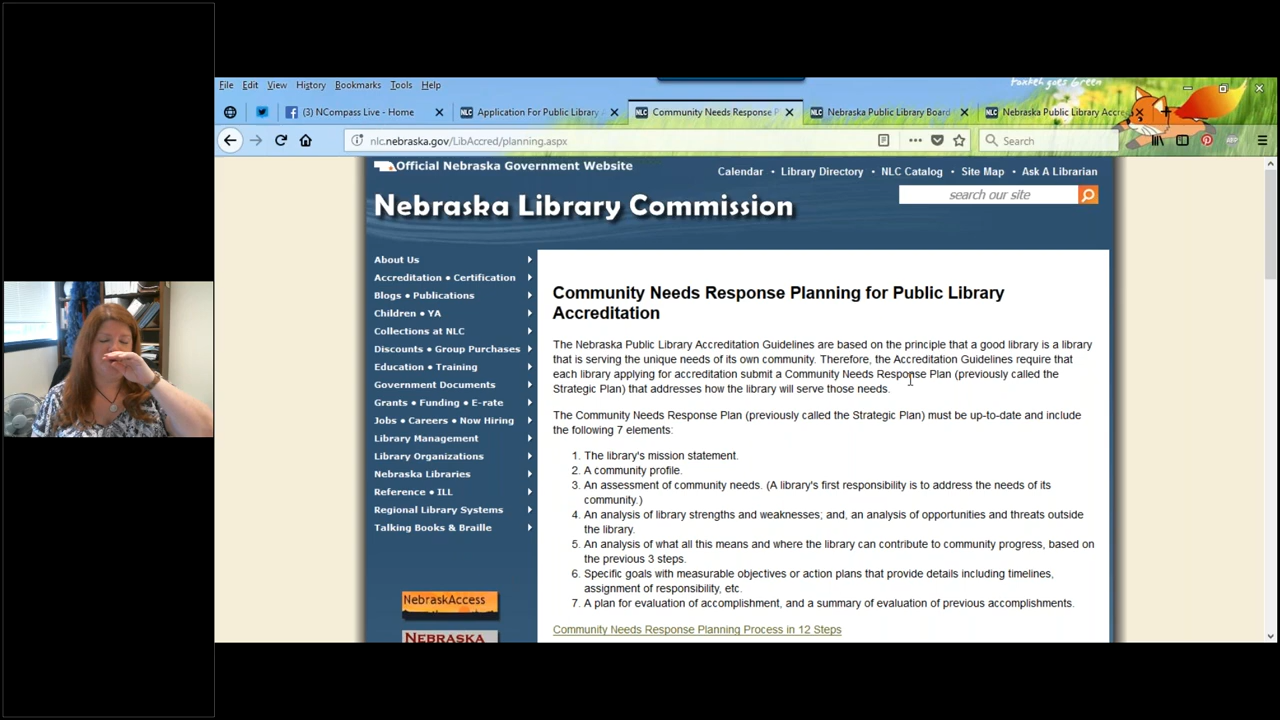 Foxkeh goes Green
File Edit View History Bookmarks Tools Help
(3) NCompass Live - Home
Application For Public Library
Community Needs Response P
Nebraska Public Library Board
Nebraska Public Library Accre
nlc.nebraska.gov/LibAccred/planning.aspx
Search
Official Nebraska Government Website
Calendar • Library Directory • NLC Catalog • Site Map • Ask A Librarian
search our site
Nebraska Library Commission
About Us
Accreditation • Certification
Blogs • Publications
Children • YA
Collections at NLC
Discounts • Group Purchases
Education • Training
Government Documents
Grants • Funding • E-rate
Jobs • Careers • Now Hiring
Library Management
Library Organizations
Nebraska Libraries
Reference • ILL
Regional Library Systems
Talking Books & Braille
NebraskAccess
NEBRASKA
Community Needs Response Planning for Public Library
Accreditation
The Nebraska Public Library Accreditation Guidelines are based on the principle that a good library is a library
that is serving the unique needs of its own community. Therefore, the Accreditation Guidelines require that
each library applying for accreditation submit a Community Needs Response Plan (previously called the
Strategic Plan) that addresses how the library will serve those needs.
The Community Needs Response Plan (previously called the Strategic Plan) must be up-to-date and include
the following 7 elements:
1. The library's mission statement.
2. A community profile.
3. An assessment of community needs. (A library's first responsibility is to address the needs of its
community.)
4. An analysis of library strengths and weaknesses; and, an analysis of opportunities and threats outside
the library.
5. An analysis of what all this means and where the library can contribute to community progress, based on
the previous 3 steps.
6. Specific goals with measurable objectives or action plans that provide details including timelines,
assignment of responsibility, etc.
7. A plan for evaluation of accomplishment, and a summary of evaluation of previous accomplishments.
Community Needs Response Planning Process in 12 Steps